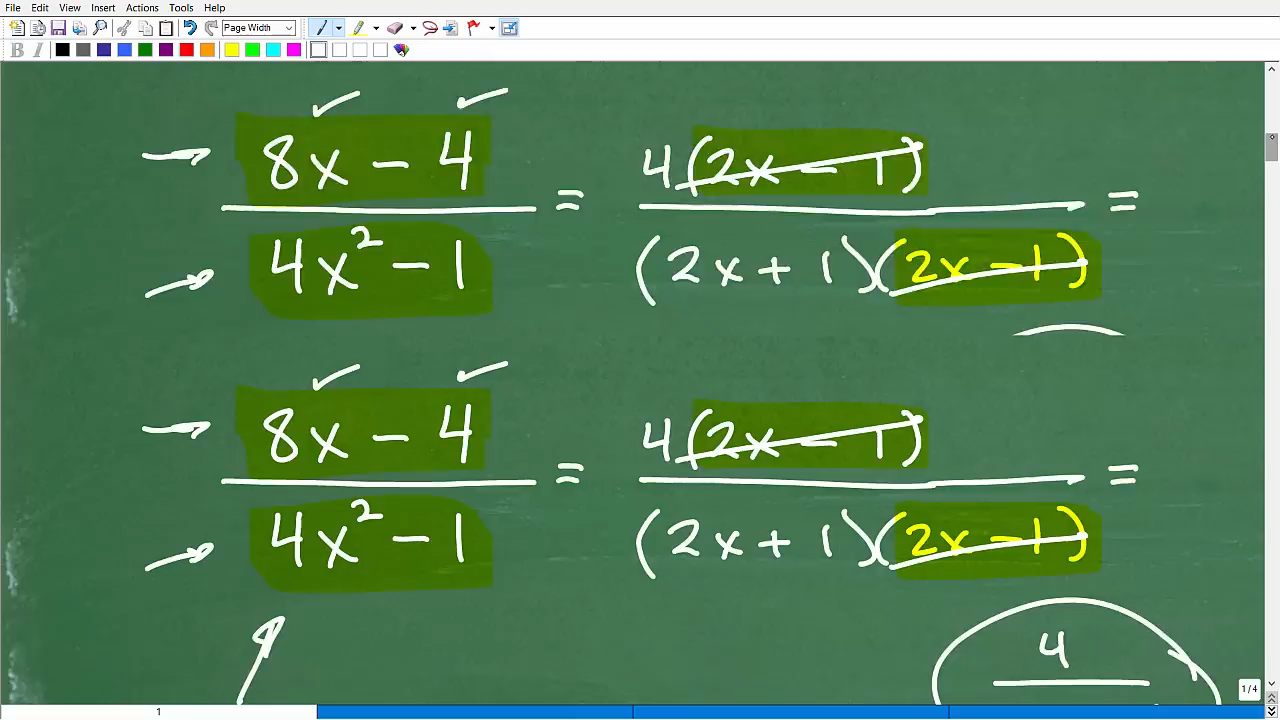 File Edit View Insert Actions Tools Help
Page Width
B I
8x - 4 = 4(2x - 1) =
4x² - 1 (2x + 1)(2x - 1)
8x - 4 = 4(2x - 1) =
4x² - 1 (2x + 1)(2x - 1)
4
1/4
1